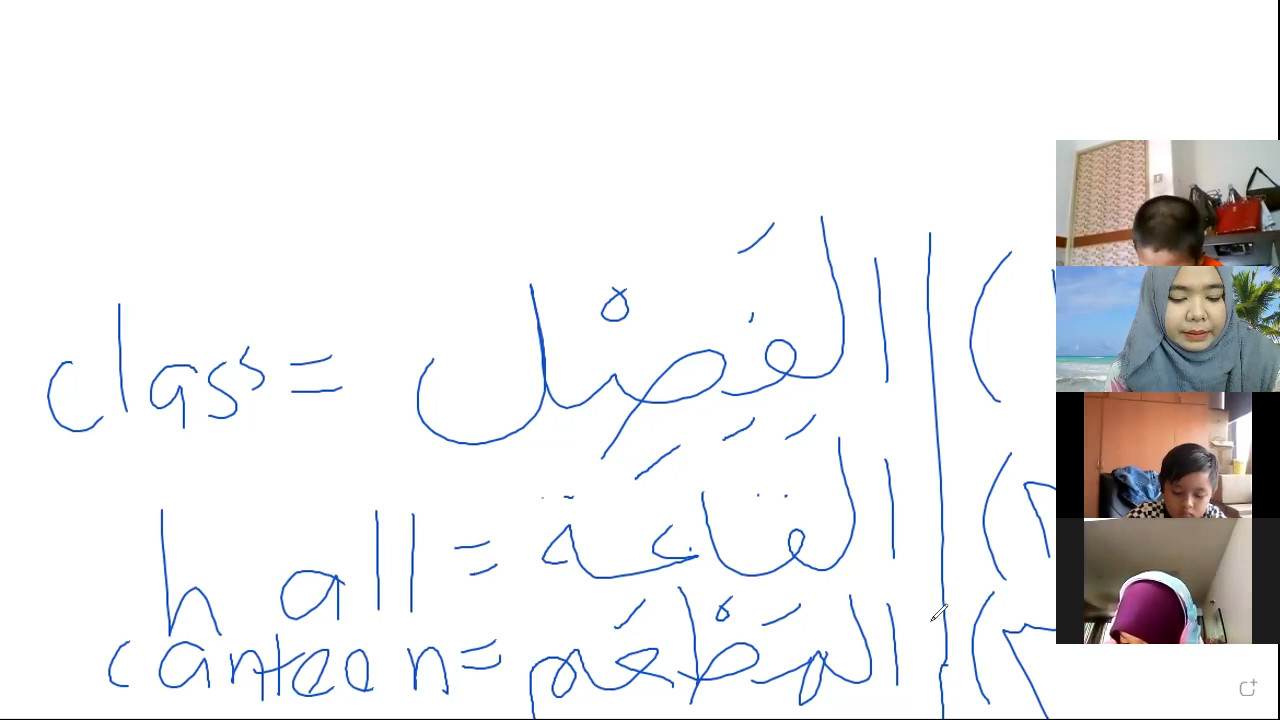 class = الفَصْل
hall = القَاعَة
canteen = المَطْعَم